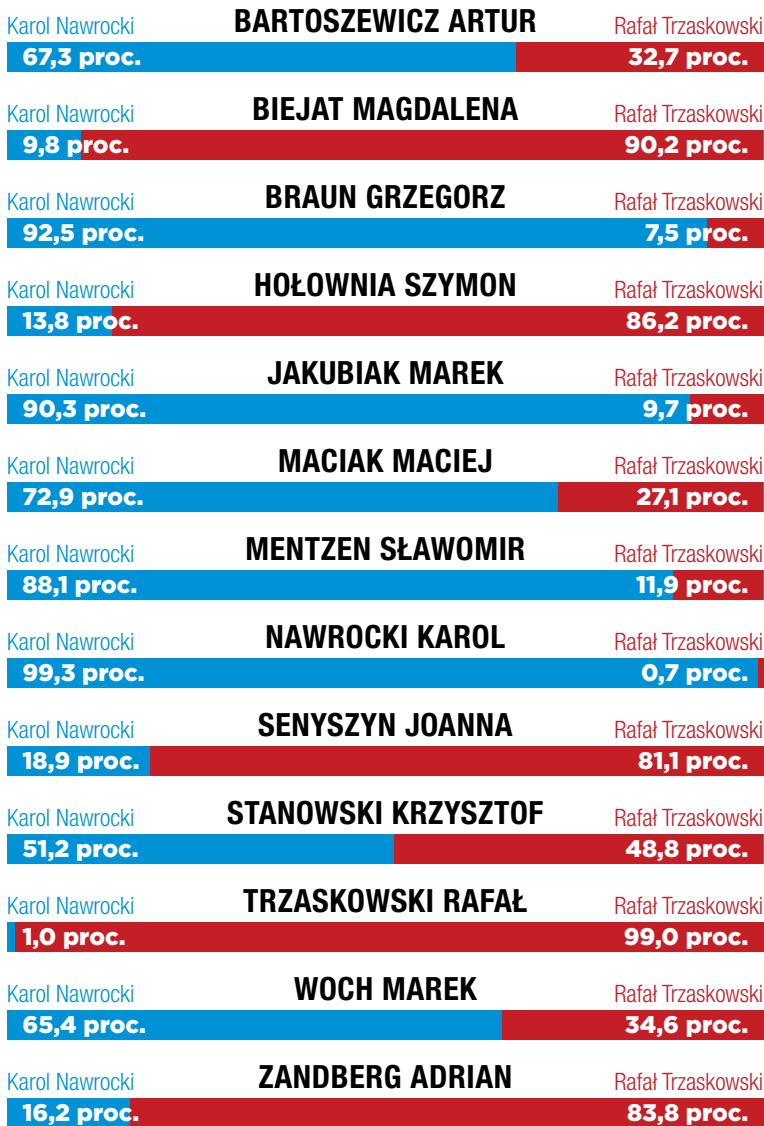 Karol Nawrocki BARTOSZEWICZ ARTUR Rafał Trzaskowski
67,3 proc. 32,7 proc.
Karol Nawrocki BIEJAT MAGDALENA Rafał Trzaskowski
9,8 proc. 90,2 proc.
Karol Nawrocki BRAUN GRZEGORZ Rafał Trzaskowski
92,5 proc. 7,5 proc.
Karol Nawrocki HOŁOWNIA SZYMON Rafał Trzaskowski
13,8 proc. 86,2 proc.
Karol Nawrocki JAKUBIAK MAREK Rafał Trzaskowski
90,3 proc. 9,7 proc.
Karol Nawrocki MACIAK MACIEJ Rafał Trzaskowski
72,9 proc. 27,1 proc.
Karol Nawrocki MENTZEN SŁAWOMIR Rafał Trzaskowski
88,1 proc. 11,9 proc.
Karol Nawrocki NAWROCKI KAROL Rafał Trzaskowski
99,3 proc. 0,7 proc.
Karol Nawrocki SENYSZYN JOANNA Rafał Trzaskowski
18,9 proc. 81,1 proc.
Karol Nawrocki STANOWSKI KRZYSZTOF Rafał Trzaskowski
51,2 proc. 48,8 proc.
Karol Nawrocki TRZASKOWSKI RAFAŁ Rafał Trzaskowski
1,0 proc. 99,0 proc.
Karol Nawrocki WOCH MAREK Rafał Trzaskowski
65,4 proc. 34,6 proc.
Karol Nawrocki ZANDBERG ADRIAN Rafał Trzaskowski
16,2 proc. 83,8 proc.